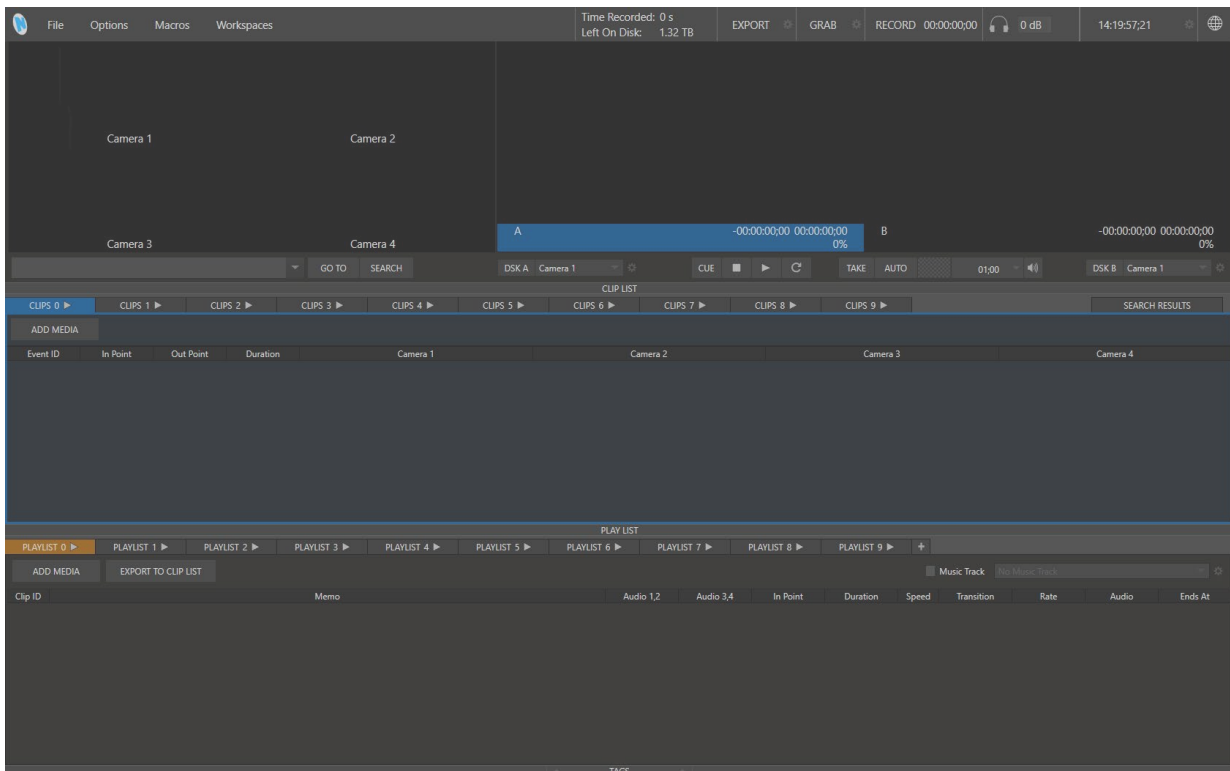 File Options Macros Workspaces Time Recorded: 0 s EXPORT GRAB RECORD 00:00:00;00 0 dB 14:19:57;21
Left On Disk: 1.32 TB
Camera 1 Camera 2
Camera 3 Camera 4
A -00:00:00;00 00:00:00;00 B -00:00:00;00 00:00:00;00
0% 0%
GO TO SEARCH DSK A Camera 1 CUE TAKE AUTO 01;00 DSK B Camera 1
CLIP LIST
CLIPS 0 CLIPS 1 CLIPS 2 CLIPS 3 CLIPS 4 CLIPS 5 CLIPS 6 CLIPS 7 CLIPS 8 CLIPS 9 SEARCH RESULTS
ADD MEDIA
Event ID In Point Out Point Duration Camera 1 Camera 2 Camera 3 Camera 4
PLAY LIST
PLAYLIST 0 PLAYLIST 1 PLAYLIST 2 PLAYLIST 3 PLAYLIST 4 PLAYLIST 5 PLAYLIST 6 PLAYLIST 7 PLAYLIST 8 PLAYLIST 9 +
ADD MEDIA EXPORT TO CLIP LIST Music Track No Music Track
Clip ID Memo Audio 1,2 Audio 3,4 In Point Duration Speed Transition Rate Audio Ends At
TAGS